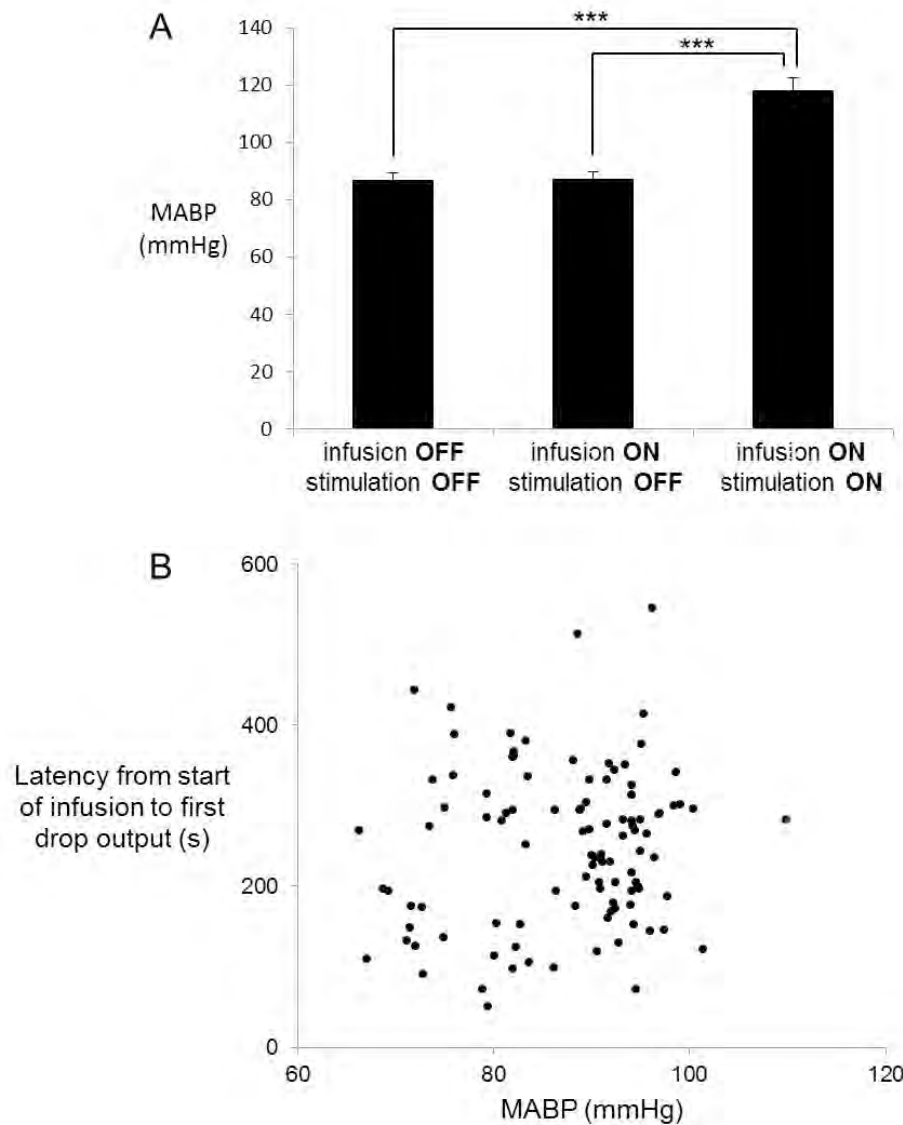 A
***
***
140
120
100
80
60
40
20
0
MABP
(mmHg)
infusion OFF
stimulation OFF
infusion ON
stimulation OFF
infusion ON
stimulation ON
B
600
400
200
0
Latency from start
of infusion to first
drop output (s)
60
80
100
120
MABP (mmHg)